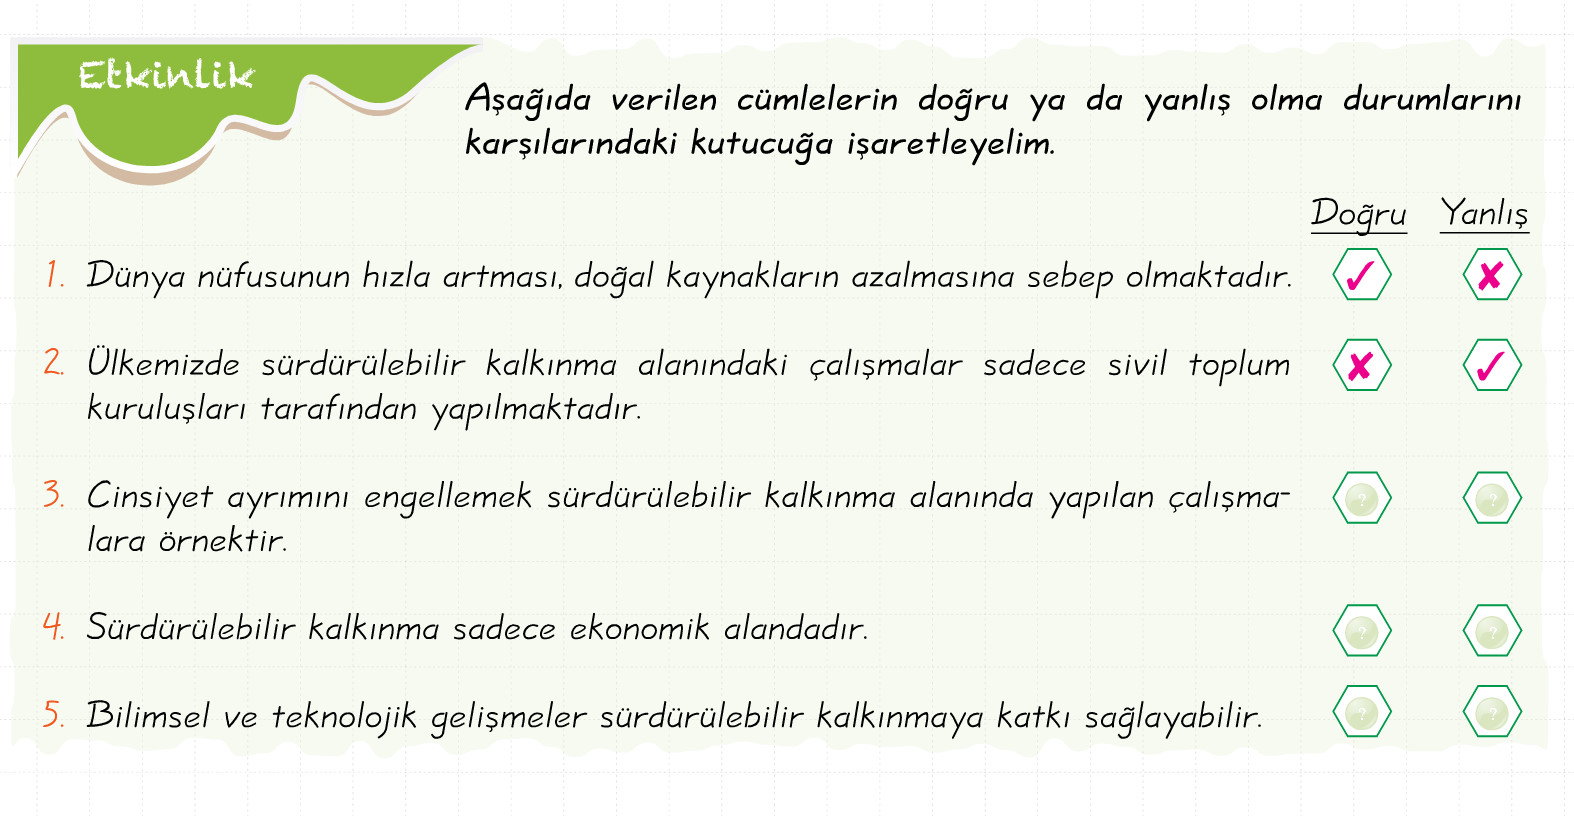 Etkinlik
Aşağıda verilen cümlelerin doğru ya da yanlış olma durumlarını
karşılarındaki kutucuğa işaretleyelim.
Doğru Yanlış
1. Dünya nüfusunun hızla artması, doğal kaynakların azalmasına sebep olmaktadır. ✓ ✘
2. Ülkemizde sürdürülebilir kalkınma alanındaki çalışmalar sadece sivil toplum ✘ ✓
kuruluşları tarafından yapılmaktadır.
3. Cinsiyet ayrımını engellemek sürdürülebilir kalkınma alanında yapılan çalışma- ? ?
lara örnektir.
4. Sürdürülebilir kalkınma sadece ekonomik alandadır. ? ?
5. Bilimsel ve teknolojik gelişmeler sürdürülebilir kalkınmaya katkı sağlayabilir. ? ?